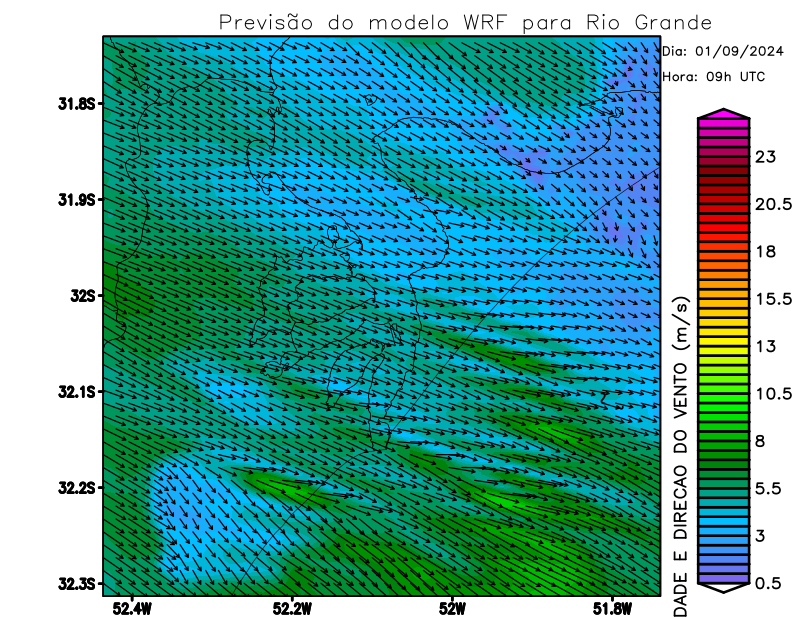 Previsão do modelo WRF para Rio Grande
Dia: 01/09/2024
Hora: 09h UTC
31.8S
31.9S
32S
32.1S
32.2S
32.3S
52.4W
52.2W
52W
51.8W
DADE E DIRECAO DO VENTO (m/s)
23
20.5
18
15.5
13
10.5
8
5.5
3
0.5